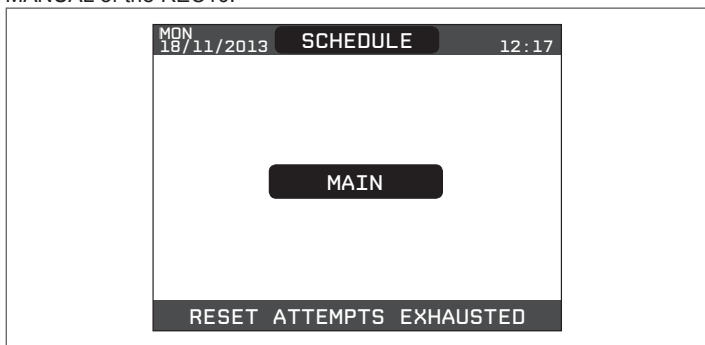 MON
18/11/2013 SCHEDULE 12:17
MAIN
RESET ATTEMPTS EXHAUSTED